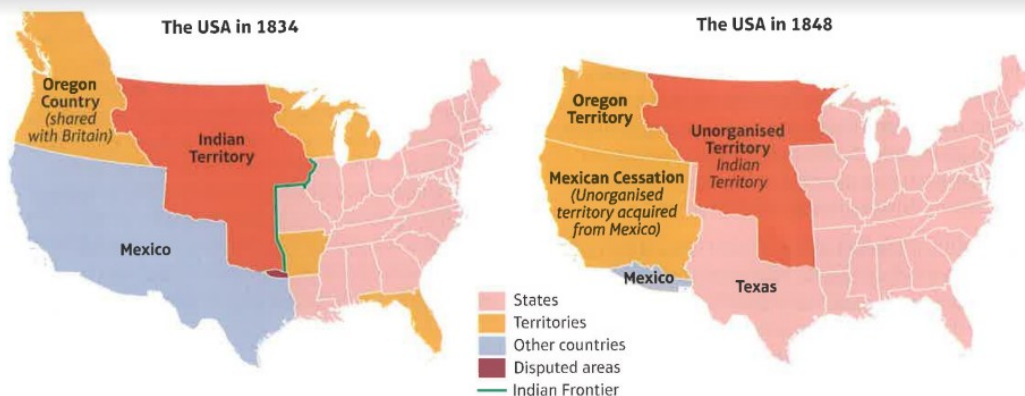 The USA in 1834
Oregon
Country
(shared
with Britain)
Indian
Territory
Mexico
The USA in 1848
Oregon
Territory
Unorganised
Territory
Indian
Territory
Mexican Cessation
(Unorganised
territory acquired
from Mexico)
Mexico
Texas
States
Territories
Other countries
Disputed areas
Indian Frontier